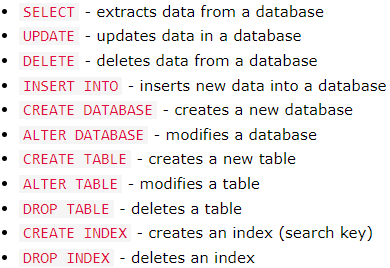 • SELECT - extracts data from a database
• UPDATE - updates data in a database
• DELETE - deletes data from a database
• INSERT INTO - inserts new data into a database
• CREATE DATABASE - creates a new database
• ALTER DATABASE - modifies a database
• CREATE TABLE - creates a new table
• ALTER TABLE - modifies a table
• DROP TABLE - deletes a table
• CREATE INDEX - creates an index (search key)
• DROP INDEX - deletes an index